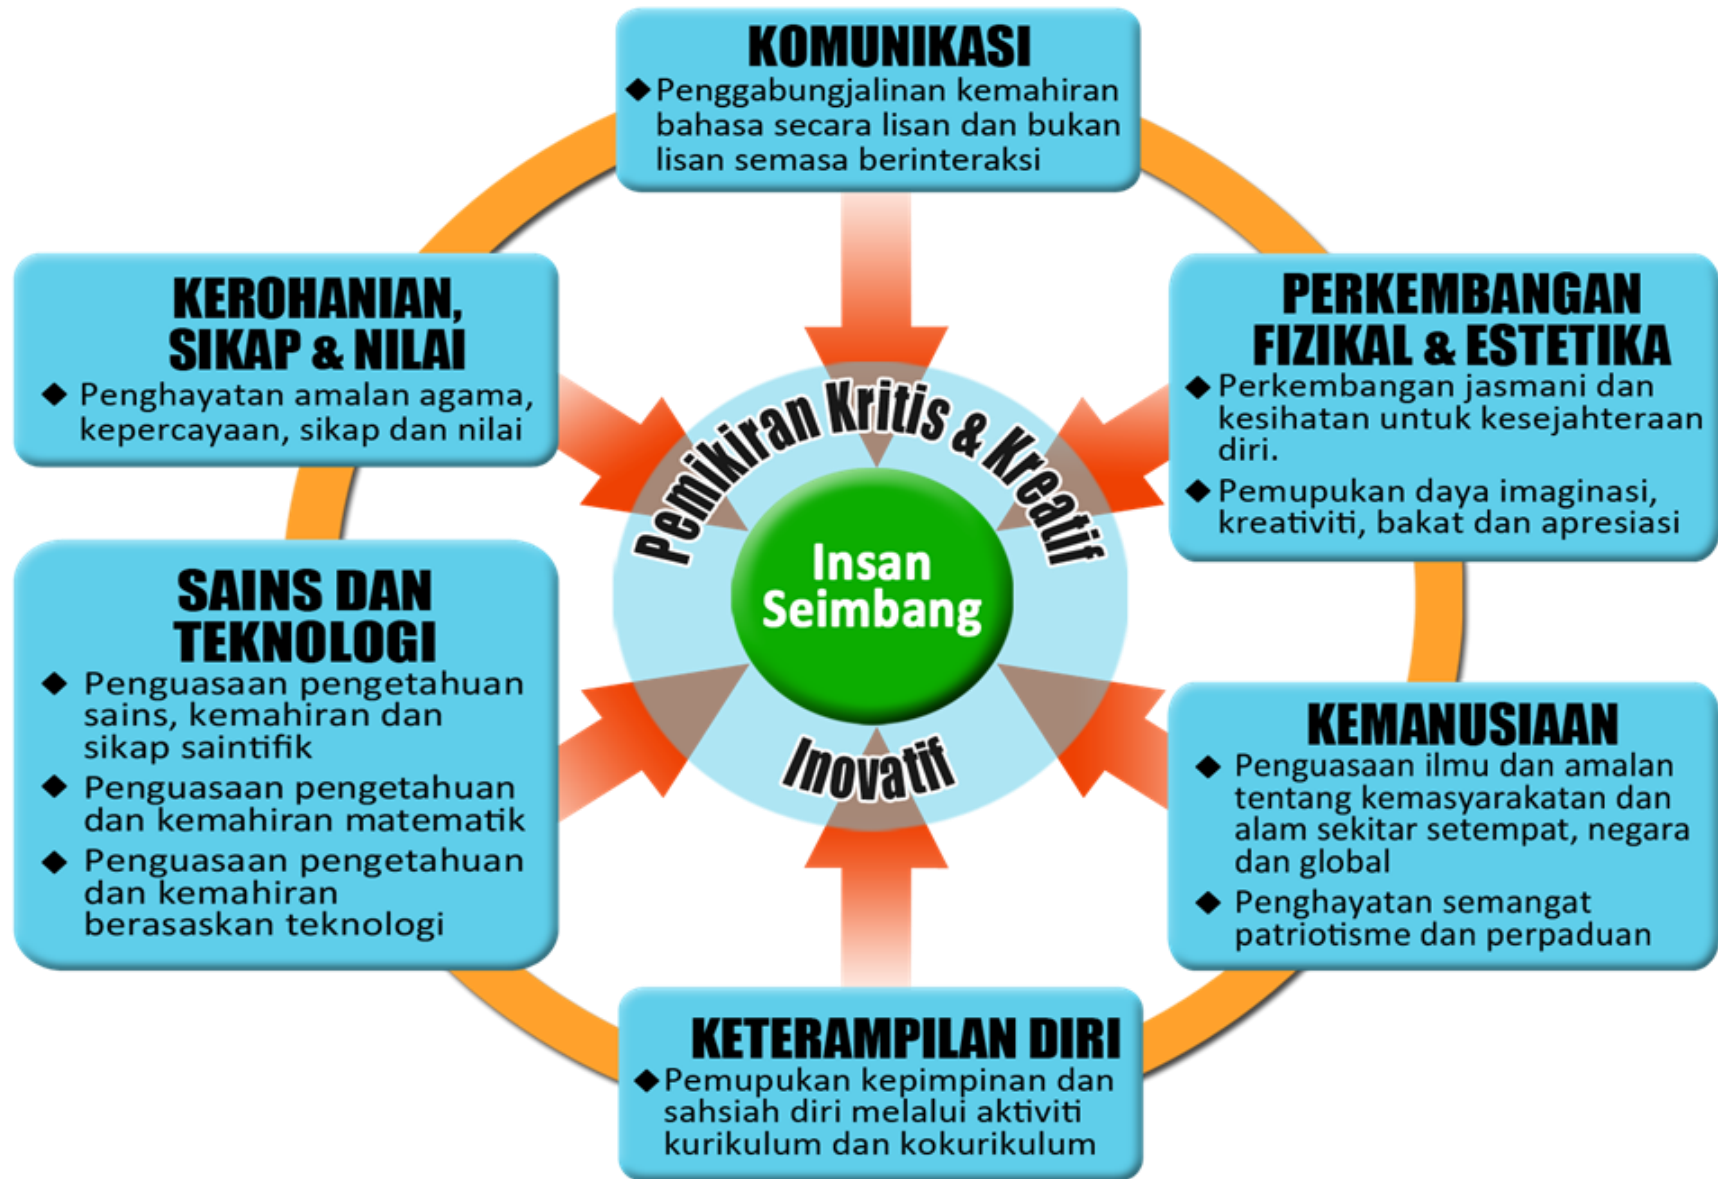 KOMUNIKASI
◆ Penggabungjalinan kemahiran
bahasa secara lisan dan bukan
lisan semasa berinteraksi
KEROHANIAN,
SIKAP & NILAI
◆ Penghayatan amalan agama,
kepercayaan, sikap dan nilai
PERKEMBANGAN
FIZIKAL & ESTETIKA
◆ Perkembangan jasmani dan
kesihatan untuk kesejahteraan
diri.
◆ Pemupukan daya imaginasi,
kreativiti, bakat dan apresiasi
Pemikiran Kritis & Kreatif
Insan
Seimbang
Inovatif
SAINS DAN
TEKNOLOGI
◆ Penguasaan pengetahuan
sains, kemahiran dan
sikap saintifik
◆ Penguasaan pengetahuan
dan kemahiran matematik
◆ Penguasaan pengetahuan
dan kemahiran
berasaskan teknologi
KEMANUSIAAN
◆ Penguasaan ilmu dan amalan
tentang kemasyarakatan dan
alam sekitar setempat, negara
dan global
◆ Penghayatan semangat
patriotisme dan perpaduan
KETERAMPILAN DIRI
◆ Pemupukan kepimpinan dan
sahsiah diri melalui aktiviti
kurikulum dan kokurikulum